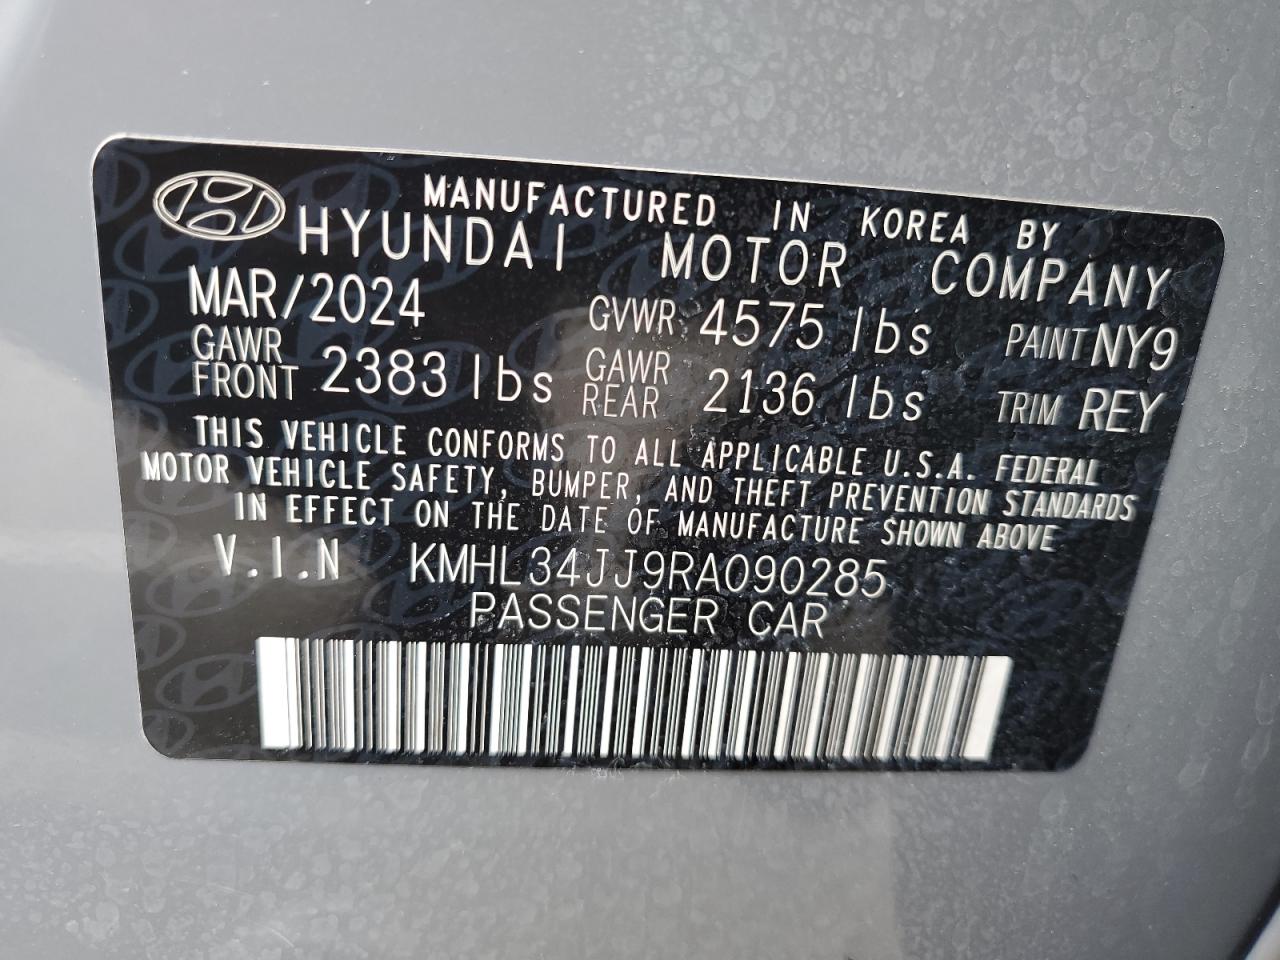 MANUFACTURED IN KOREA BY
HYUNDAI MOTOR COMPANY
MAR/2024 GVWR 4575 lbs PAINT NY9
GAWR FRONT 2383 lbs GAWR REAR 2136 lbs TRIM REY
THIS VEHICLE CONFORMS TO ALL APPLICABLE U.S.A. FEDERAL
MOTOR VEHICLE SAFETY, BUMPER, AND THEFT PREVENTION STANDARDS
IN EFFECT ON THE DATE OF MANUFACTURE SHOWN ABOVE
V.I.N KMHL34JJ9RA090285
PASSENGER CAR